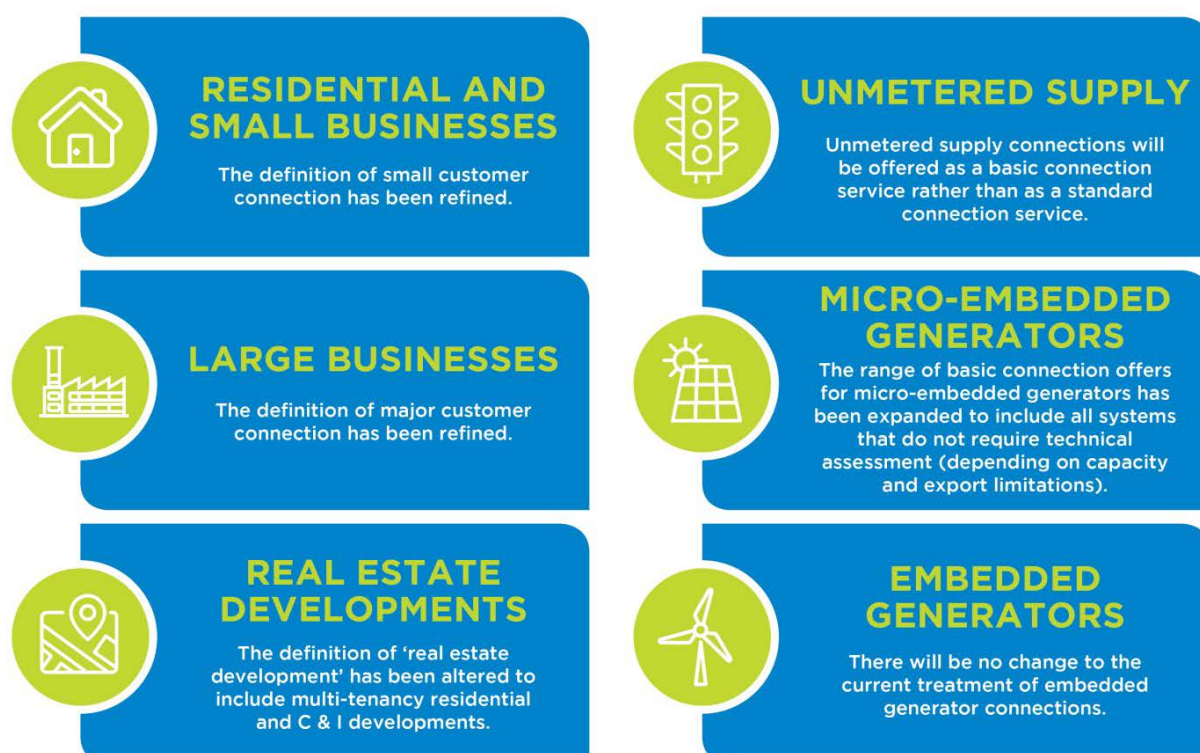 RESIDENTIAL AND
SMALL BUSINESSES
The definition of small customer
connection has been refined.
UNMETERED SUPPLY
Unmetered supply connections will
be offered as a basic connection
service rather than as a standard
connection service.
LARGE BUSINESSES
The definition of major customer
connection has been refined.
MICRO-EMBEDDED
GENERATORS
The range of basic connection offers
for micro-embedded generators has
been expanded to include all systems
that do not require technical
assessment (depending on capacity
and export limitations).
REAL ESTATE
DEVELOPMENTS
The definition of ‘real estate
development’ has been altered to
include multi-tenancy residential
and C & I developments.
EMBEDDED
GENERATORS
There will be no change to the
current treatment of embedded
generator connections.